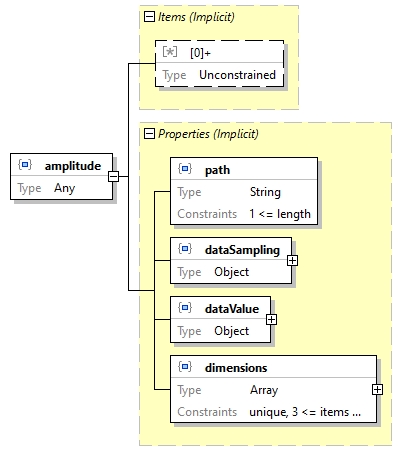 Items (Implicit)
[0]+
Type Unconstrained
amplitude
Type Any
Properties (Implicit)
path
Type String
Constraints 1 <= length
dataSampling
Type Object
dataValue
Type Object
dimensions
Type Array
Constraints unique, 3 <= items ...